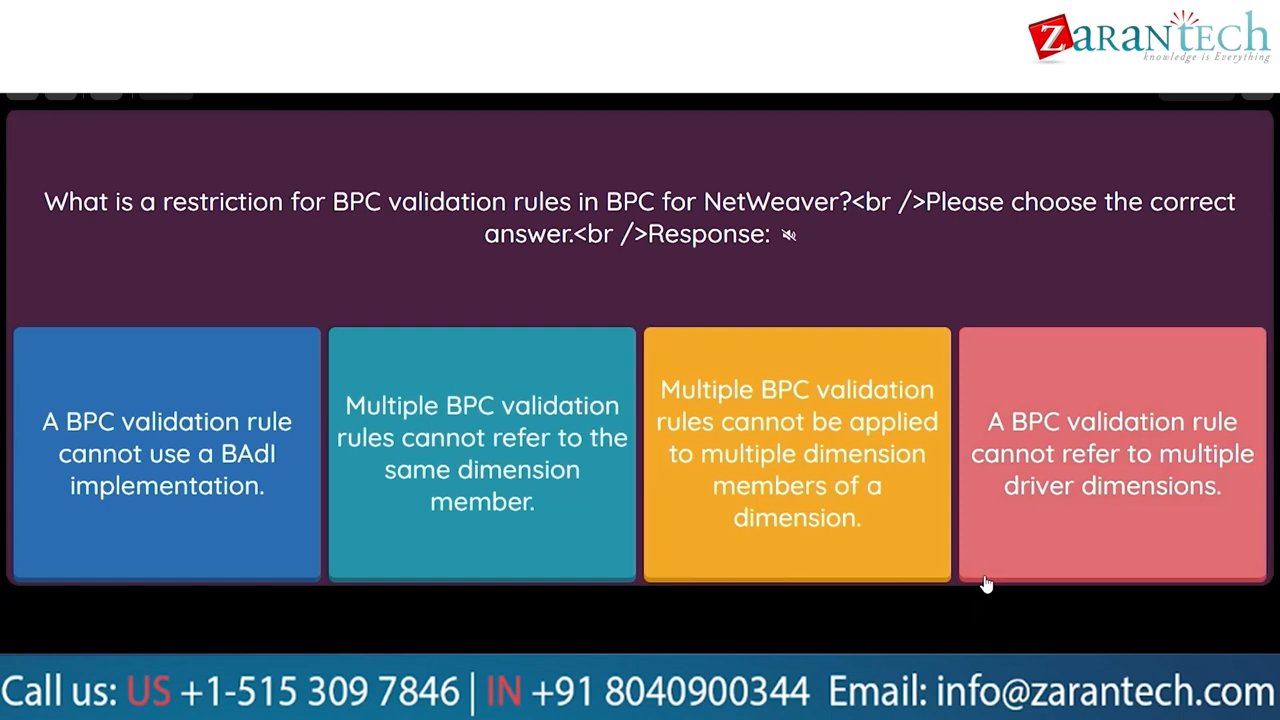 ZARANTECH
knowledge is Everything
What is a restriction for BPC validation rules in BPC for NetWeaver?<br />Please choose the correct
answer.<br />Response:
A BPC validation rule
cannot use a BAdI
implementation.
Multiple BPC validation
rules cannot refer to the
same dimension
member.
Multiple BPC validation
rules cannot be applied
to multiple dimension
members of a
dimension.
A BPC validation rule
cannot refer to multiple
driver dimensions.
Call us: US +1-515 309 7846 | IN +91 8040900344 Email: info@zarantech.com